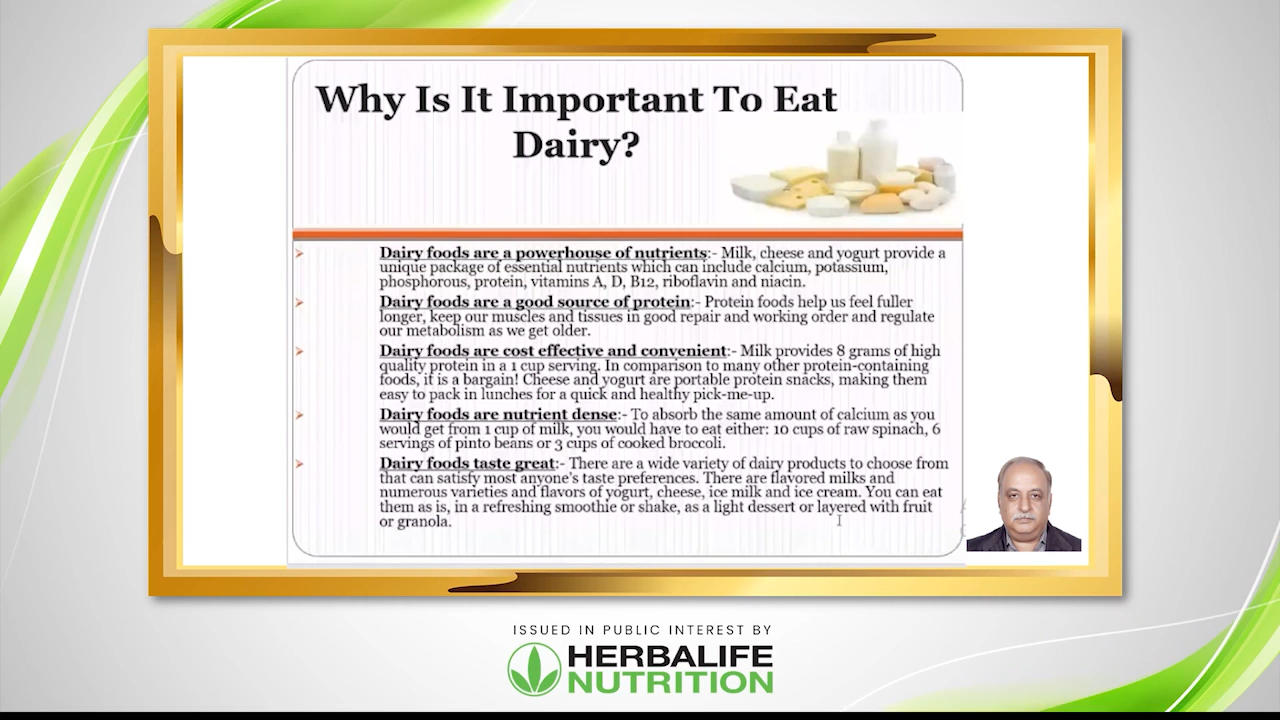 Why Is It Important To Eat
Dairy?
Dairy foods are a powerhouse of nutrients:- Milk, cheese and yogurt provide a
unique package of essential nutrients which can include calcium, potassium,
phosphorous, protein, vitamins A, D, B12, riboflavin and niacin.
Dairy foods are a good source of protein:- Protein foods help us feel fuller
longer, keep our muscles and tissues in good repair and working order and regulate
our metabolism as we get older.
Dairy foods are cost effective and convenient:- Milk provides 8 grams of high
quality protein in a 1 cup serving. In comparison to many other protein-containing
foods, it is a bargain! Cheese and yogurt are portable protein snacks, making them
easy to pack in lunches for a quick and healthy pick-me-up.
Dairy foods are nutrient dense:- To absorb the same amount of calcium as you
would get from 1 cup of milk, you would have to eat either: 10 cups of raw spinach, 6
servings of pinto beans or 3 cups of cooked broccoli.
Dairy foods taste great:- There are a wide variety of dairy products to choose from
that can satisfy most anyone's taste preferences. There are flavored milks and
numerous varieties and flavors of yogurt, cheese, ice milk and ice cream. You can eat
them as is, in a refreshing smoothie or shake, as a light dessert or layered with fruit
or granola.
ISSUED IN PUBLIC INTEREST BY
HERBALIFE
NUTRITION